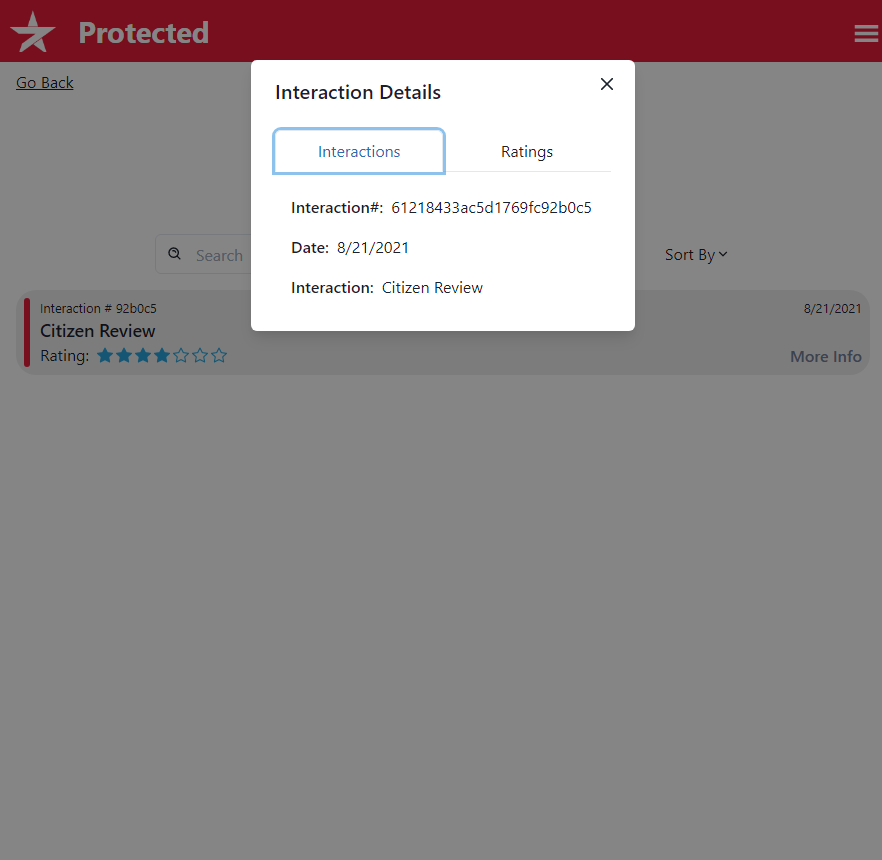 Protected
Go Back
Interaction Details
Interactions Ratings
Interaction#: 61218433ac5d1769fc92b0c5
Date: 8/21/2021
Interaction: Citizen Review
Search Sort By
Interaction # 92b0c5 8/21/2021
Citizen Review
Rating: More Info